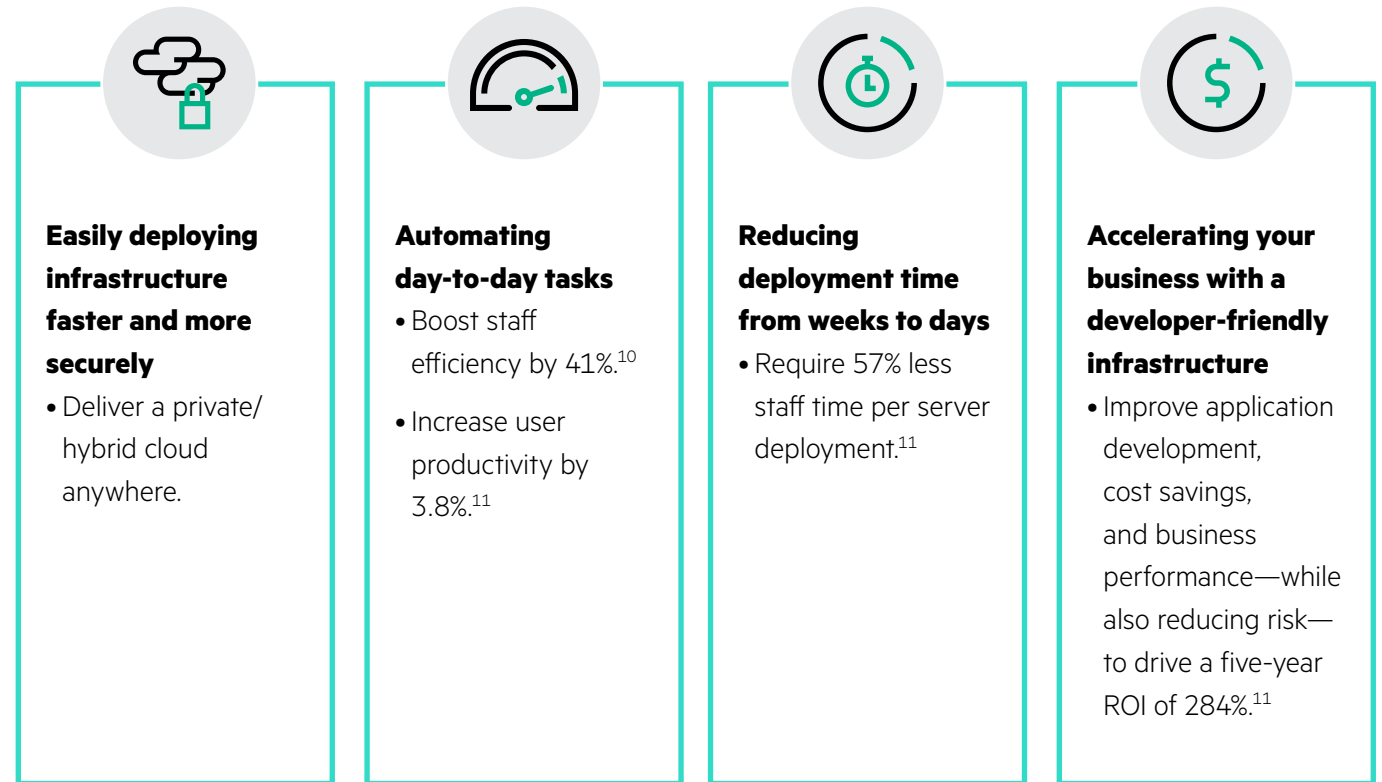 Easily deploying
infrastructure
faster and more
securely
• Deliver a private/
hybrid cloud
anywhere.
Automating
day-to-day tasks
• Boost staff
efficiency by 41%.10
• Increase user
productivity by
3.8%.11
Reducing
deployment time
from weeks to days
• Require 57% less
staff time per server
deployment.11
Accelerating your
business with a
developer-friendly
infrastructure
• Improve application
development,
cost savings,
and business
performance—while
also reducing risk—
to drive a five-year
ROI of 284%.11